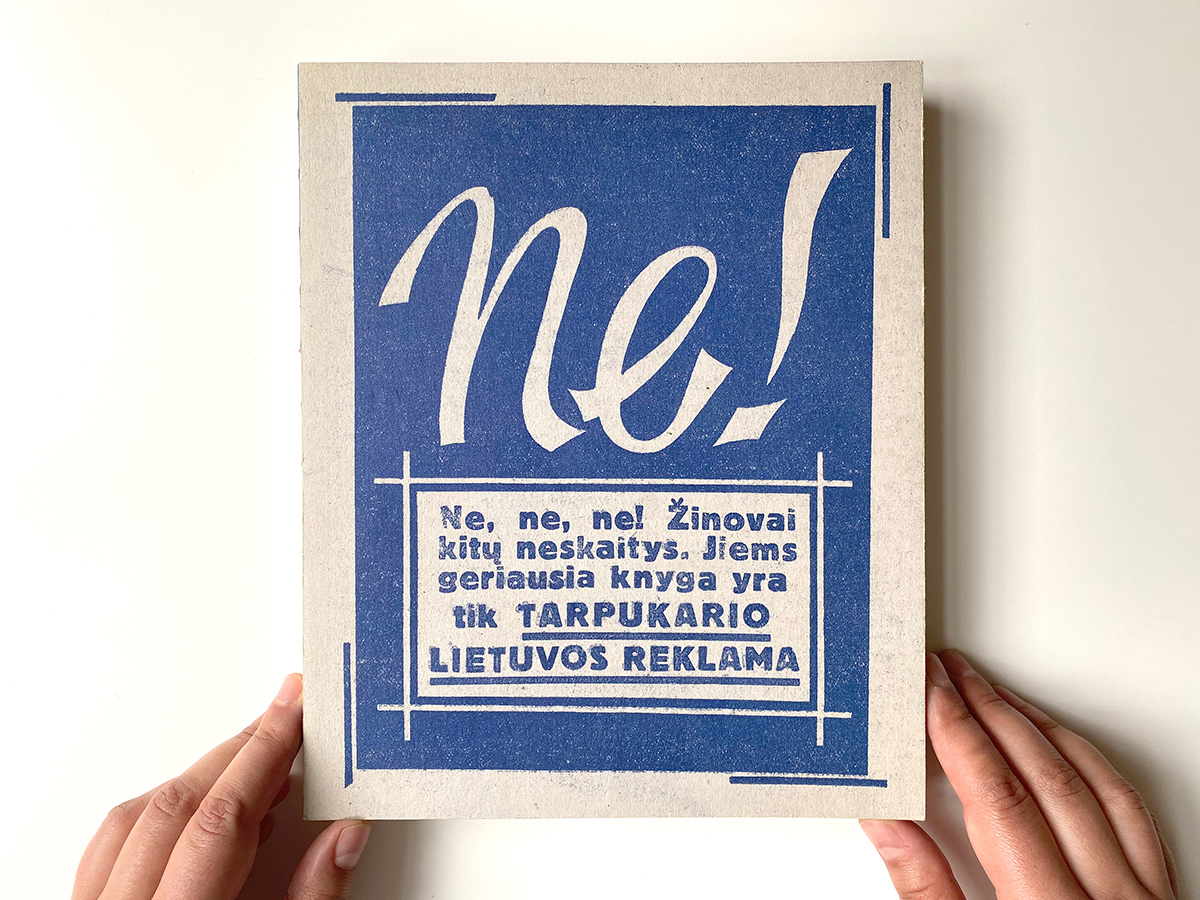 Ne!
Ne, ne, ne! Žinovai
kitų neskaitys. Jiems
geriausia knyga yra
tik TARPUKARIO
LIETUVOS REKLAMA